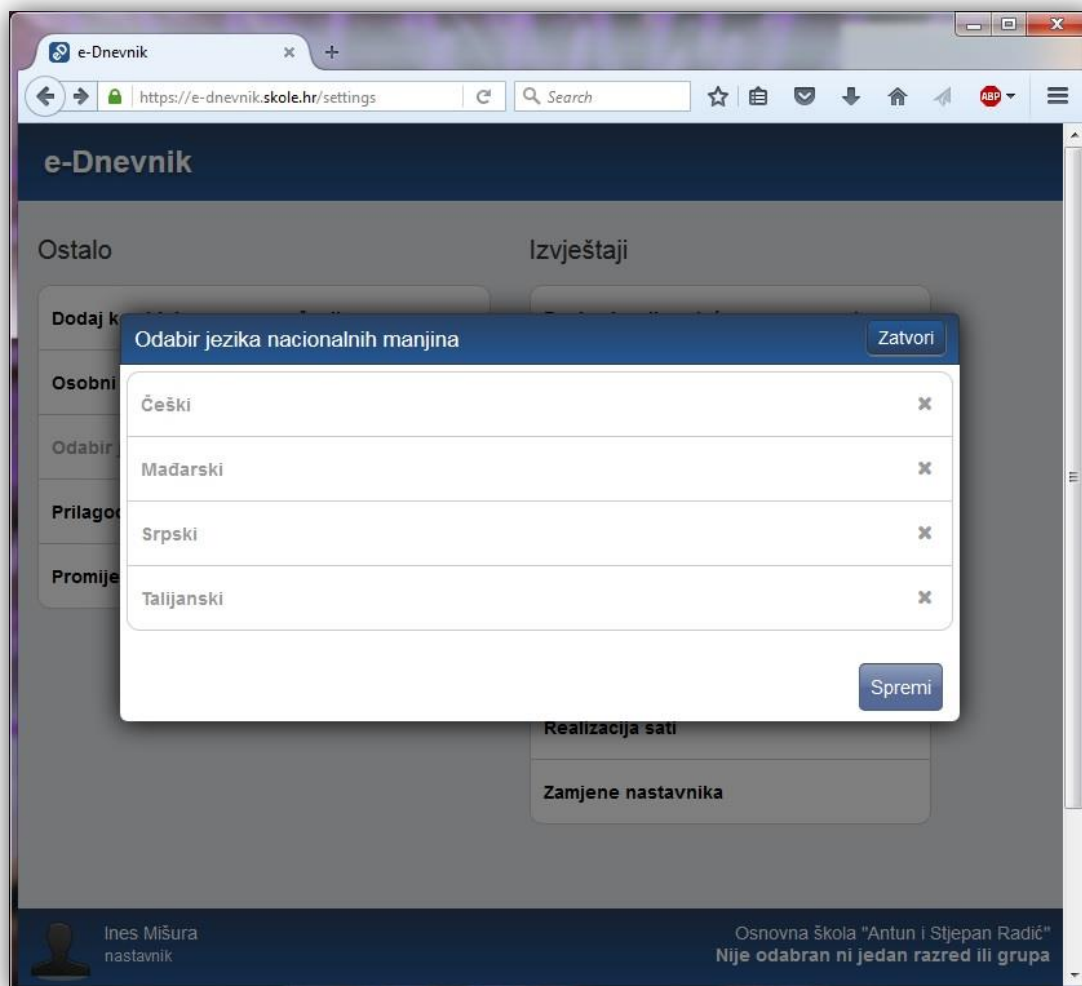 e-Dnevnik
https://e-dnevnik.skole.hr/settings
Search
ABP
e-Dnevnik
Ostalo
Izvještaji
Dodaj
Osobni
Odabir
Odabir jezika nacionalnih manjina
Zatvori
Češki
Mađarski
Srpski
Talijanski
Spremi
Realizacija sati
Zamjene nastavnika
Ines Mišura
nastavnik
Osnovna škola "Antun i Stjepan Radić"
Nije odabran ni jedan razred ili grupa